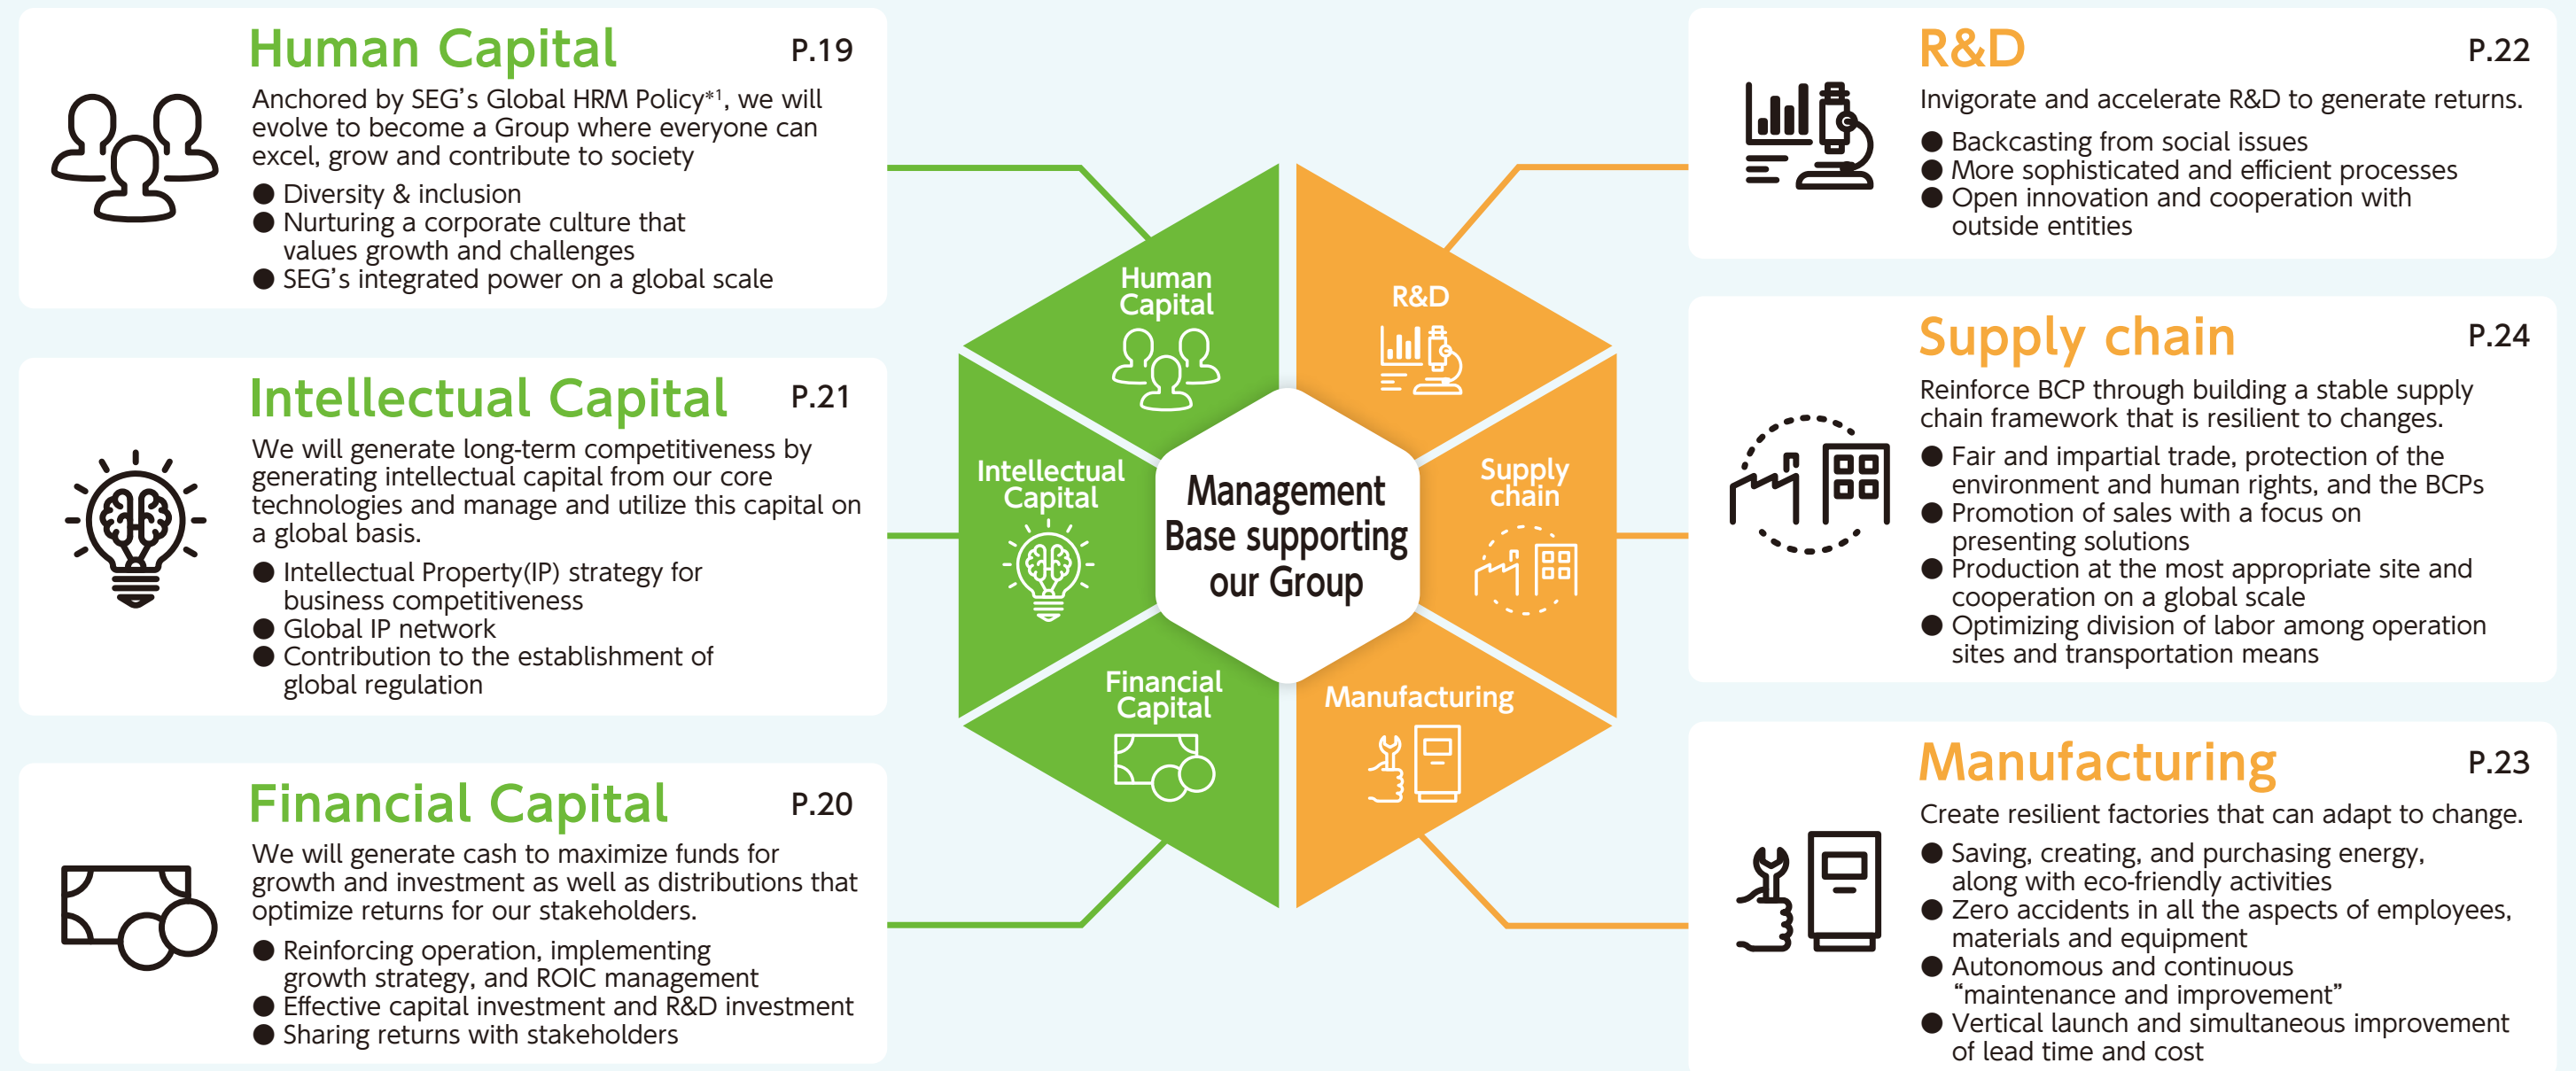 Human Capital
P.19
Anchored by SEG's Global HRM Policy*1, we will
evolve to become a Group where everyone can
excel, grow and contribute to society
● Diversity & inclusion
● Nurturing a corporate culture that
values growth and challenges
● SEG's integrated power on a global scale
Intellectual Capital
P.21
We will generate long-term competitiveness by
generating intellectual capital from our core
technologies and manage and utilize this capital on
a global basis.
● Intellectual Property(IP) strategy for
business competitiveness
● Global IP network
● Contribution to the establishment of
global regulation
Financial Capital
P.20
We will generate cash to maximize funds for
growth and investment as well as distributions that
optimize returns for our stakeholders.
● Reinforcing operation, implementing
growth strategy, and ROIC management
● Effective capital investment and R&D investment
● Sharing returns with stakeholders
Human
Capital
R&D
Intellectual
Capital
Management
Base supporting
our Group
Supply
chain
Financial
Capital
Manufacturing
R&D
P.22
Invigorate and accelerate R&D to generate returns.
● Backcasting from social issues
● More sophisticated and efficient processes
● Open innovation and cooperation with
outside entities
Supply chain
P.24
Reinforce BCP through building a stable supply
chain framework that is resilient to changes.
● Fair and impartial trade, protection of the
environment and human rights, and the BCPs
● Promotion of sales with a focus on
presenting solutions
● Production at the most appropriate site and
cooperation on a global scale
● Optimizing division of labor among operation
sites and transportation means
Manufacturing
P.23
Create resilient factories that can adapt to change.
● Saving, creating, and purchasing energy,
along with eco-friendly activities
● Zero accidents in all the aspects of employees,
materials and equipment
● Autonomous and continuous
“maintenance and improvement”
● Vertical launch and simultaneous improvement
of lead time and cost